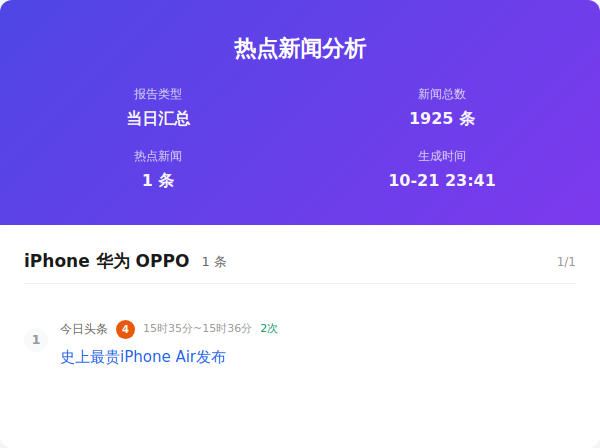 热点新闻分析
报告类型
新闻总数
当日汇总
1925 条
热点新闻
生成时间
1 条
10-21 23:41
iPhone 华为 OPPO 1 条 1/1
1 今日头条 4 15时35分~15时36分 2次
史上最贵iPhone Air发布